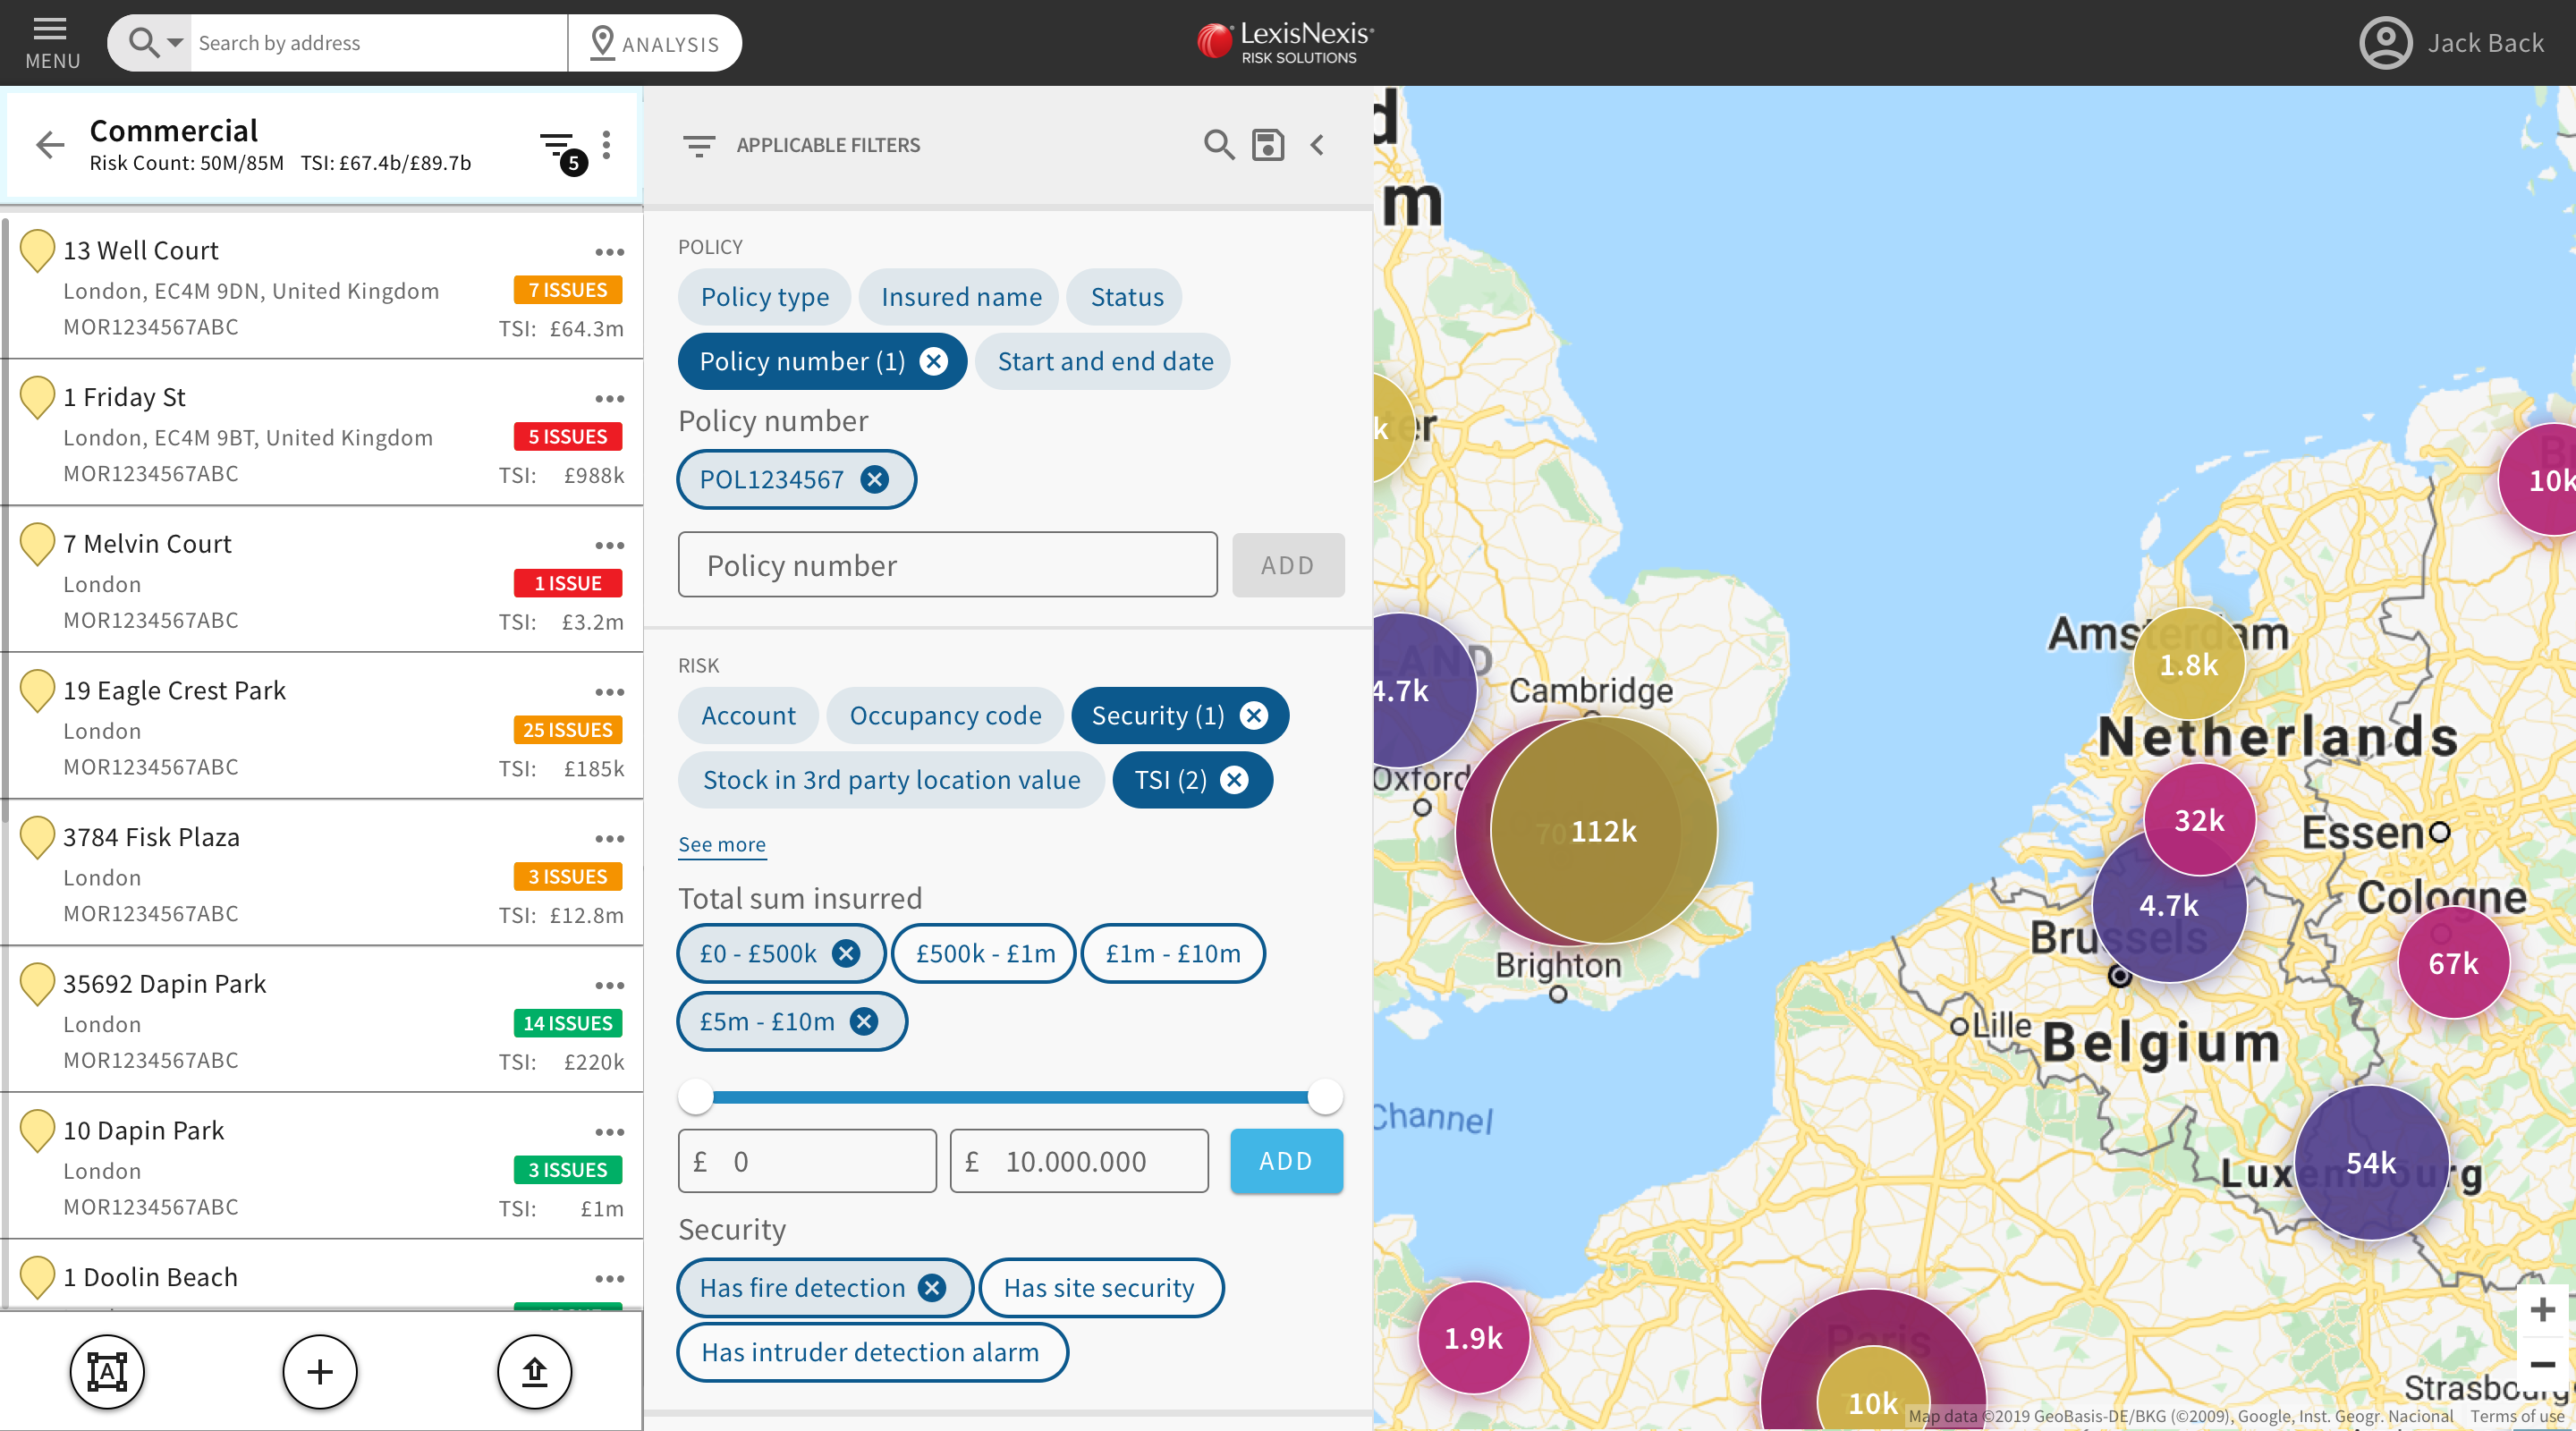 MENU
Search by address
ANALYSIS
LexisNexis®
RISK SOLUTIONS
Jack Back
Commercial
Risk Count: 50M/85M TSI: £67.4b/£89.7b
5
13 Well Court
London, EC4M 9DN, United Kingdom
7 ISSUES
MOR1234567ABC
TSI: £64.3m
1 Friday St
London, EC4M 9BT, United Kingdom
5 ISSUES
MOR1234567ABC
TSI: £988k
7 Melvin Court
London
1 ISSUE
MOR1234567ABC
TSI: £3.2m
19 Eagle Crest Park
London
25 ISSUES
MOR1234567ABC
TSI: £185k
3784 Fisk Plaza
London
3 ISSUES
MOR1234567ABC
TSI: £12.8m
35692 Dapin Park
London
14 ISSUES
MOR1234567ABC
TSI: £220k
10 Dapin Park
London
3 ISSUES
MOR1234567ABC
TSI: £1m
1 Doolin Beach
A
APPLICABLE FILTERS
POLICY
Policy type
Insured name
Status
Policy number (1)
Start and end date
Policy number
POL1234567
Policy number
ADD
RISK
Account
Occupancy code
Security (1)
Stock in 3rd party location value
TSI (2)
See more
Total sum insurred
£0 - £500k
£500k - £1m
£1m - £10m
£5m - £10m
£ 0
£ 10.000.000
ADD
Security
Has fire detection
Has site security
Has intruder detection alarm
d
m
k
er
10k
LAND
4.7k
Cambridge
Oxford
70
112k
Brighton
Amsterdam
1.8k
Netherlands
32k
Essen
4.7k
Cologne
Brussels
67k
Lille
Belgium
Channel
Luxembourg
54k
1.9k
Paris
10k
Strasbourg
Map data ©2019 GeoBasis-DE/BKG (©2009), Google, Inst. Geogr. Nacional Terms of use